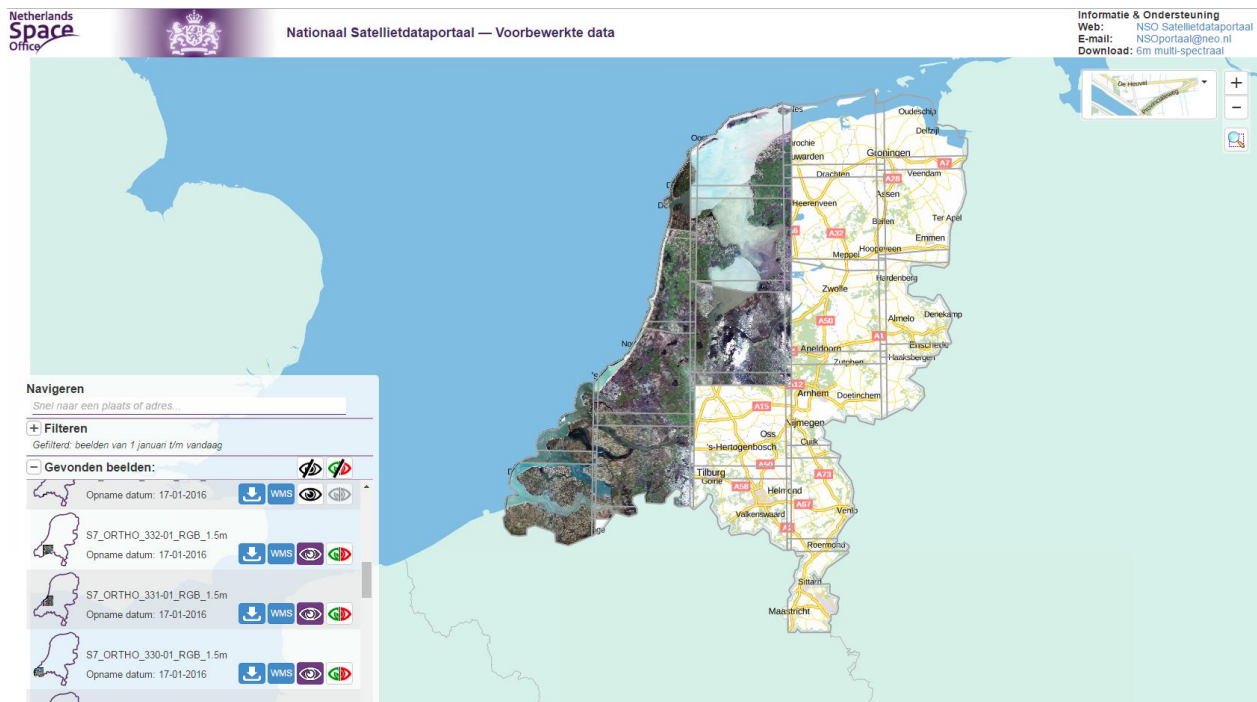 Netherlands
Space
Office
Nationaal Satellietdataportaal — Voorbewerkte data
Informatie & Ondersteuning
Web: NSO Satellietdataportaal
E-mail: NSOportaal@neo.nl
Download: 6m multi-spectraal
De Heuvel
Provincialeweg
+
−
Oudeschip
Delfzijl
Groningen
A7
Drachten
A28
Veendam
Assen
Heerenveen
Beilen
Ter Apel
A32
Emmen
Hoogeveen
Meppel
Hardenberg
Zwolle
Denekamp
A50
Almelo
A1
Enschede
Apeldoorn
Haaksbergen
Zutphen
A12
Arnhem
Doetinchem
A15
Nijmegen
Oss
Cuijk
's-Hertogenbosch
A50
Tilburg
A73
Goirle
A58
Helmond
A67
Valkenswaard
Venlo
Roermond
Sittard
Maastricht
Navigeren
Snel naar een plaats of adres...
+ Filteren
Gefilterd: beelden van 1 januari t/m vandaag
− Gevonden beelden:
Opname datum: 17-01-2016 WMS
S7_ORTHO_332-01_RGB_1.5m
Opname datum: 17-01-2016 WMS
S7_ORTHO_331-01_RGB_1.5m
Opname datum: 17-01-2016 WMS
S7_ORTHO_330-01_RGB_1.5m
Opname datum: 17-01-2016 WMS